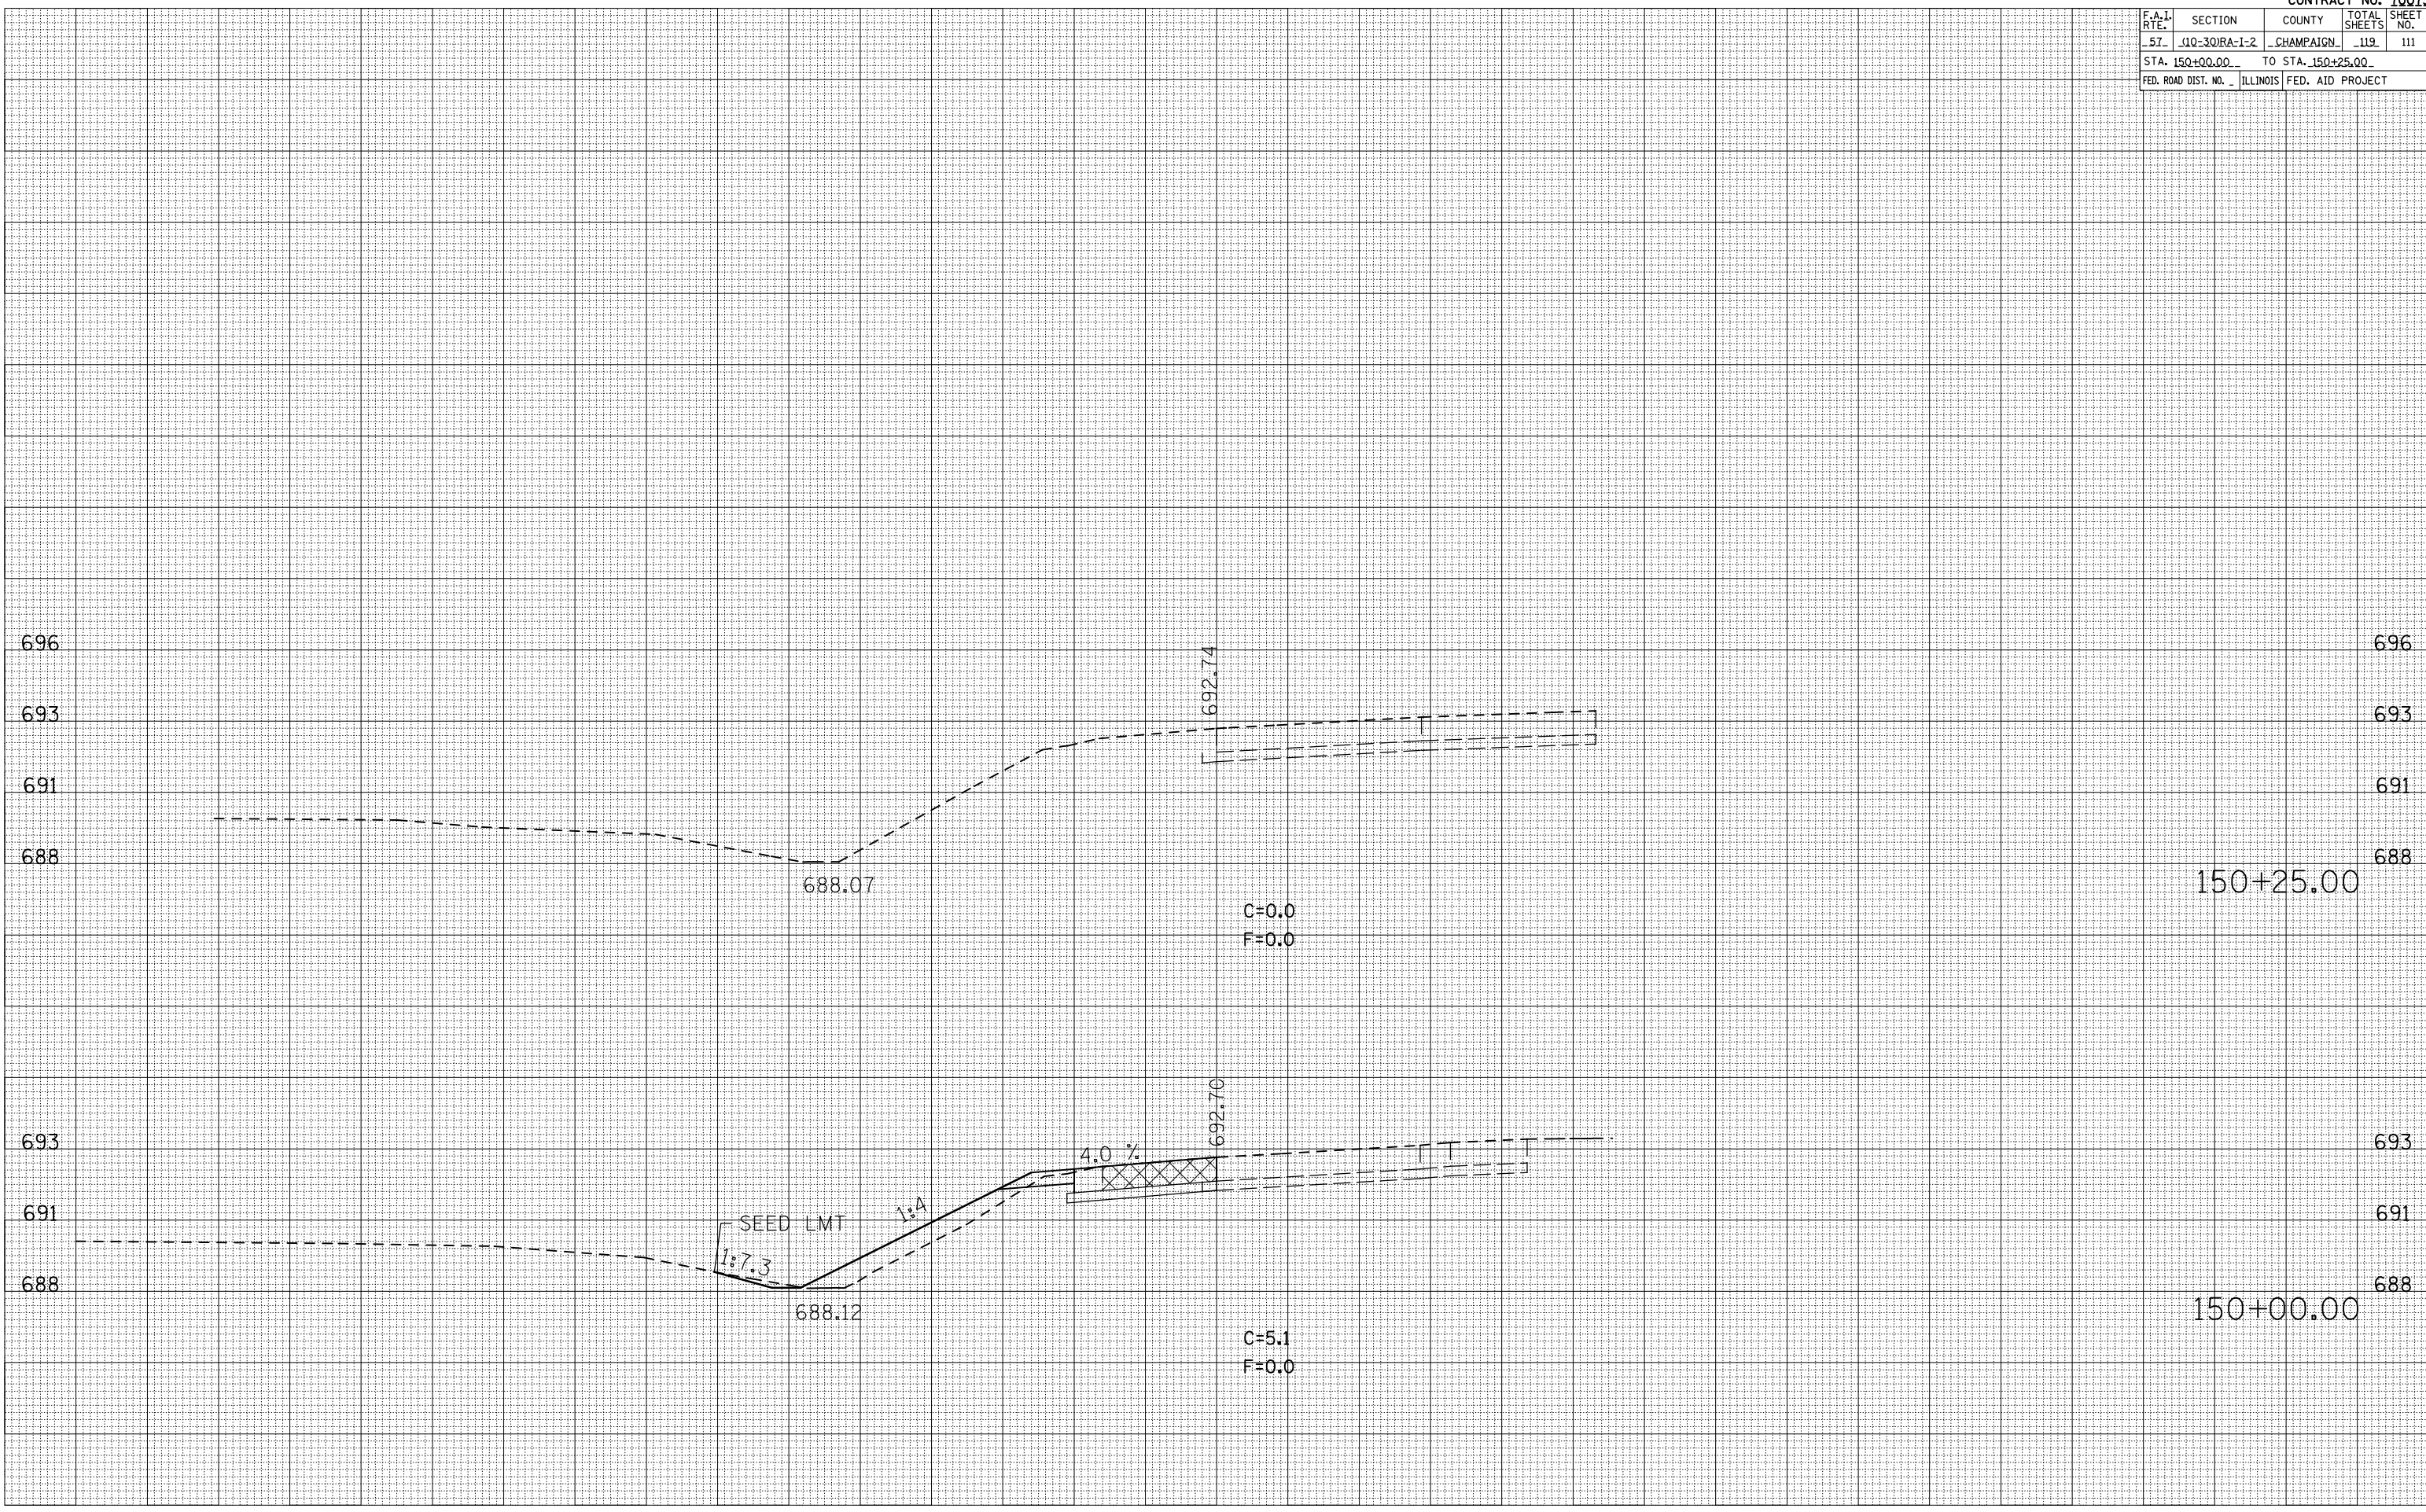 CONTRACT NO.
F.A.I. RTE. SECTION COUNTY TOTAL SHEETS SHEET NO.
57 (10-30)RA-I-2 CHAMPAIGN 119 111
STA. 150+00.00 TO STA. 150+25.00
FED. ROAD DIST. NO. _ ILLINOIS FED. AID PROJECT
696 696
692.74
693 693
691 691
688 688
688.07
150+25.00
C=0.0
F=0.0
692.70
693 693
4.0 %
691 691
1:4
SEED LMT
1:7.3
688 688
688.12
150+00.00
C=5.1
F=0.0